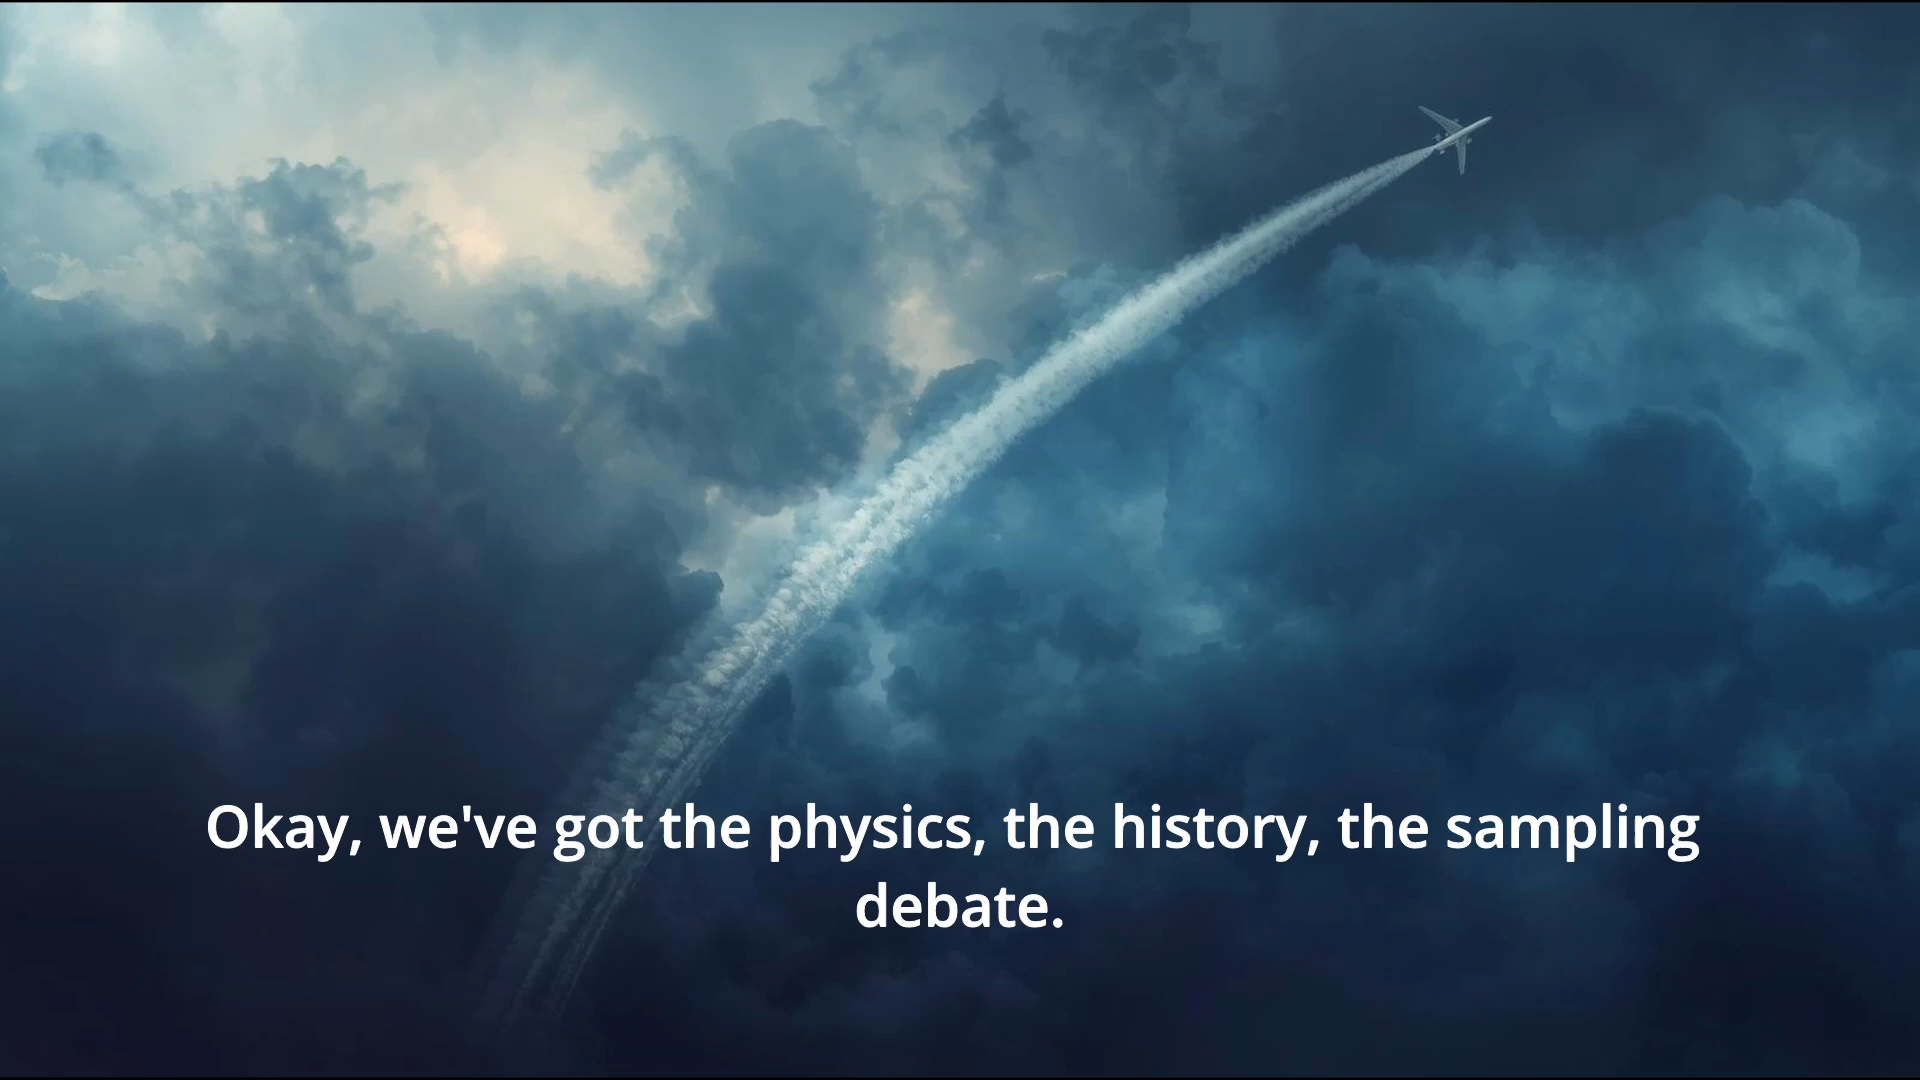 Okay, we've got the physics, the history, the sampling
debate.